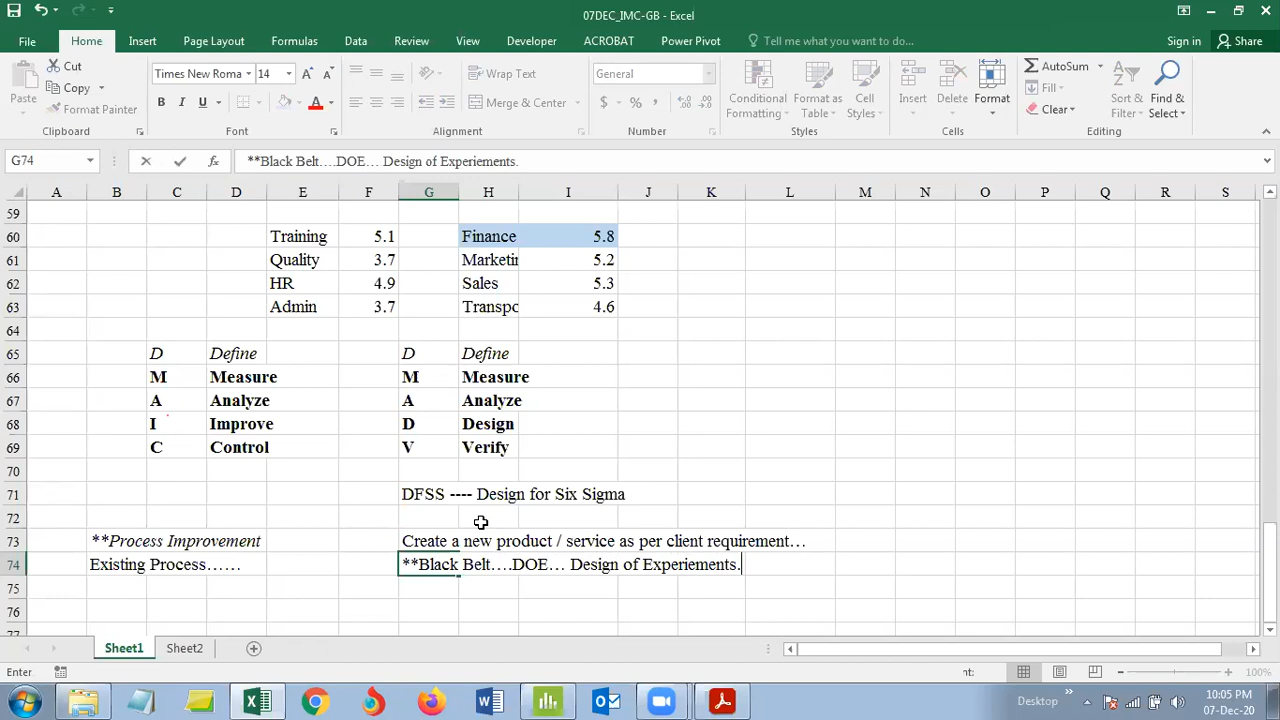 07DEC_IMC-GB - Excel
File Home Insert Page Layout Formulas Data Review View Developer ACROBAT Power Pivot Tell me what you want to do... Sign in Share
Cut
Copy
Format Painter
Paste
Times New Roma 14
B I U
Wrap Text
Merge & Center
General
$ % ,
Conditional Formatting
Format as Table
Cell Styles
Insert
Delete
Format
AutoSum
Fill
Clear
Sort & Filter
Find & Select
Clipboard Font Alignment Number Styles Cells Editing
G74 fx **Black Belt….DOE… Design of Experiements.
A B C D E F G H I J K L M N O P Q R S
59
60 Training 5.1 Finance 5.8
61 Quality 3.7 Marketin 5.2
62 HR 4.9 Sales 5.3
63 Admin 3.7 Transpo 4.6
64
65 D Define D Define
66 M Measure M Measure
67 A Analyze A Analyze
68 I Improve D Design
69 C Control V Verify
70
71 DFSS ---- Design for Six Sigma
72
73 **Process Improvement Create a new product / service as per client requirement…
74 Existing Process…… **Black Belt….DOE… Design of Experiements.
75
76
77
Sheet1 Sheet2
Enter nt: 100%
Desktop 10:05 PM
07-Dec-20